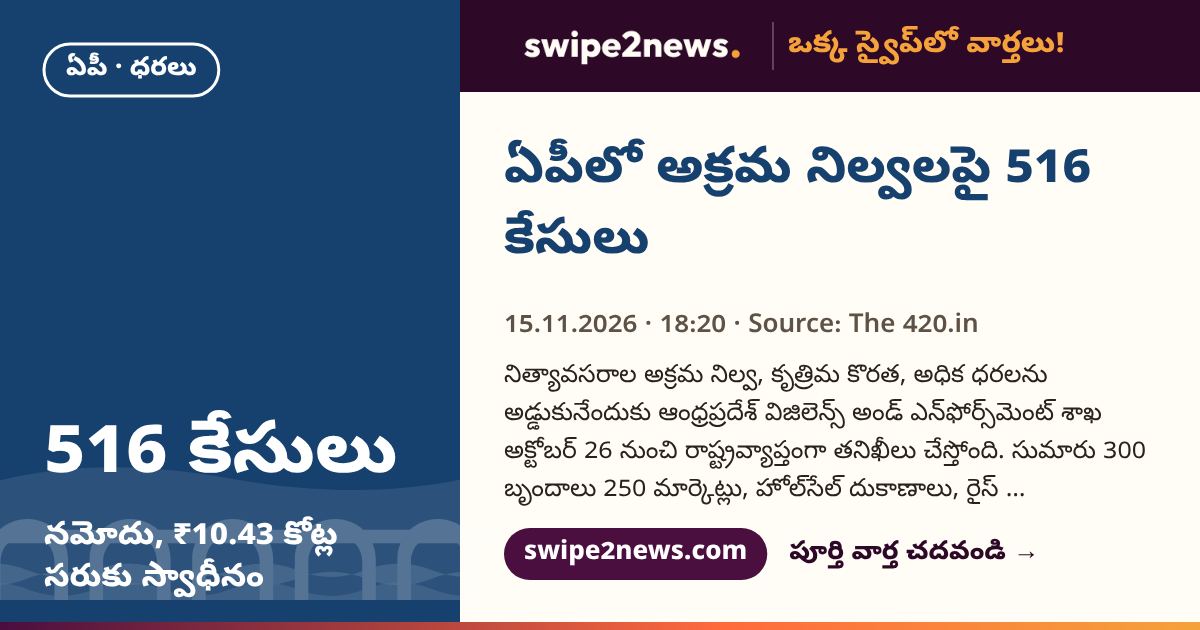 ఏపీ · ధరలు
516 కేసులు
నమోదు, ₹10.43 కోట్ల
సరుకు స్వాధీనం
swipe2news.
ఒక్క స్వైప్‌లో వార్తలు!
ఏపీలో అక్రమ నిల్వలపై 516
కేసులు
15.11.2026 · 18:20 · Source: The 420.in
నిత్యావసరాల అక్రమ నిల్వ, కృత్రిమ కొరత, అధిక ధరలను
అడ్డుకునేందుకు ఆంధ్రప్రదేశ్ విజిలెన్స్ అండ్ ఎన్‌ఫోర్స్‌మెంట్ శాఖ
అక్టోబర్ 26 నుంచి రాష్ట్రవ్యాప్తంగా తనిఖీలు చేస్తోంది. సుమారు 300
బృందాలు 250 మార్కెట్లు, హోల్‌సేల్ దుకాణాలు, రైస్ ...
swipe2news.com
పూర్తి వార్త చదవండి →